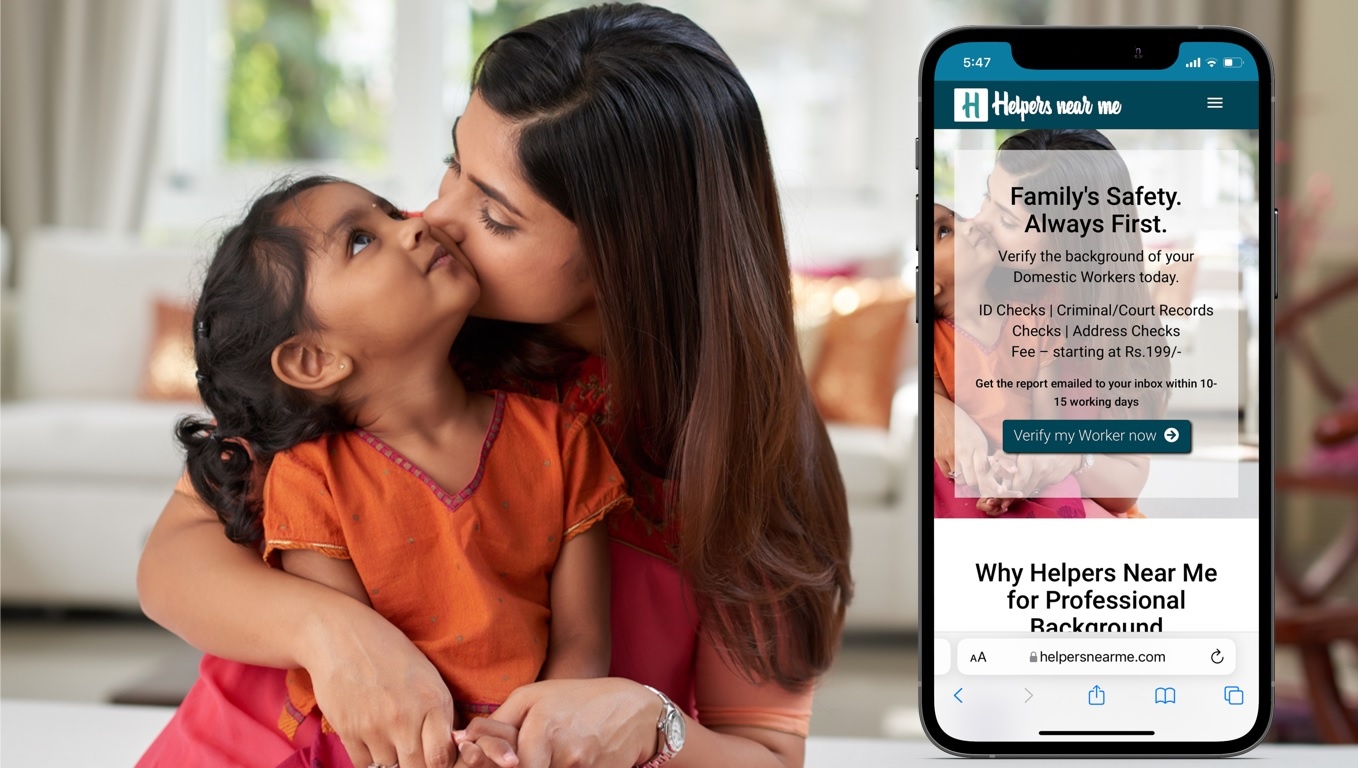 5:47
H Helpers near me
Family's Safety.
Always First.
Verify the background of your
Domestic Workers today.
ID Checks | Criminal/Court Records
Checks | Address Checks
Fee – starting at Rs.199/-
Get the report emailed to your inbox within 10-
15 working days
Verify my Worker now
Why Helpers Near Me
for Professional
Background
AA helpersnearme.com